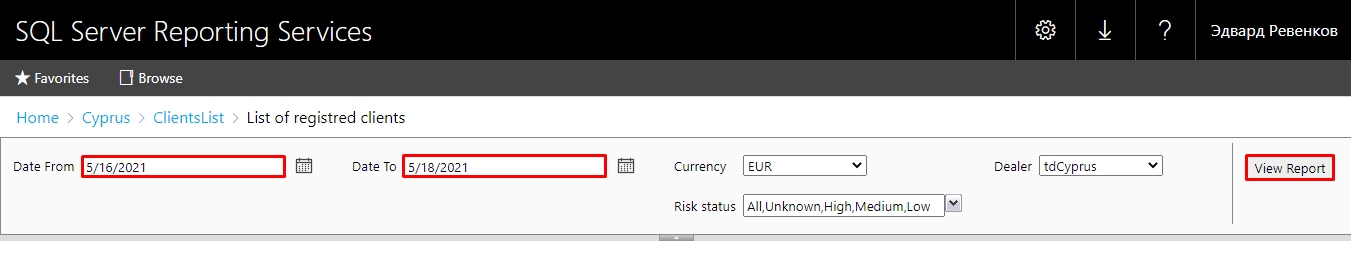 SQL Server Reporting Services
? Эдвард Ревенков
Favorites Browse
Home > Cyprus > ClientsList > List of registred clients
Date From 5/16/2021 Date To 5/18/2021 Currency EUR Dealer tdCyprus View Report
Risk status All,Unknown,High,Medium,Low